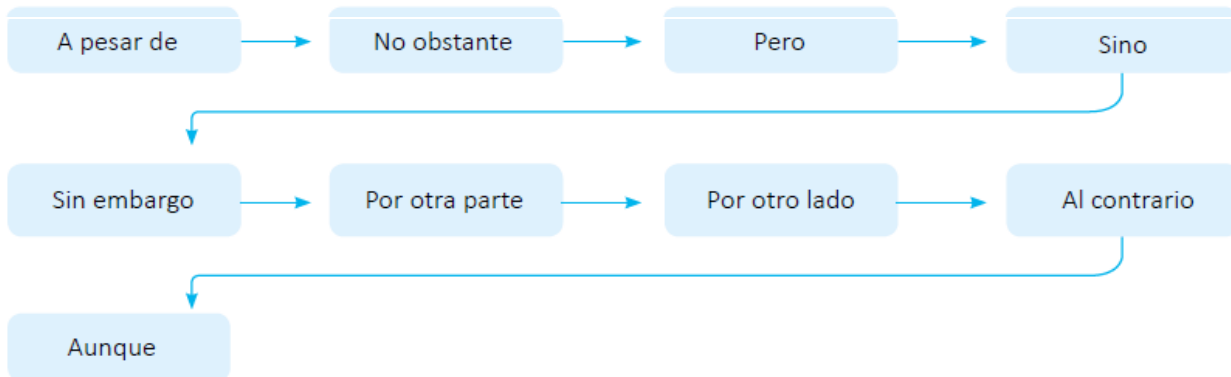 A pesar de
No obstante
Pero
Sino
Sin embargo
Por otra parte
Por otro lado
Al contrario
Aunque